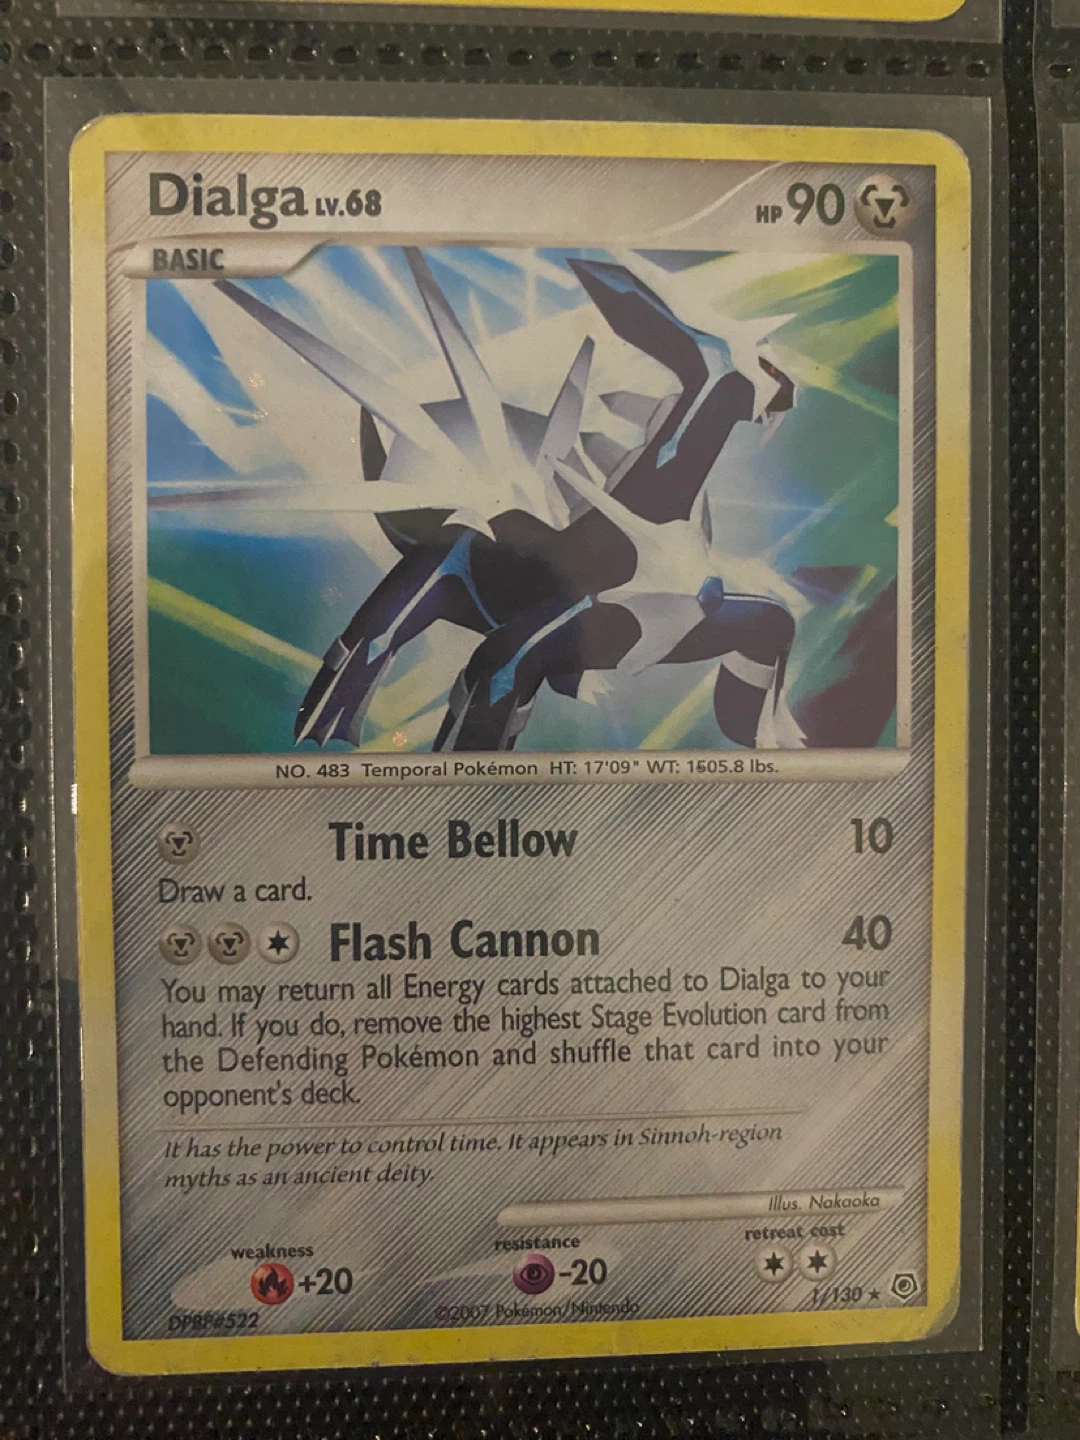 Dialga LV.68 HP 90
BASIC
NO. 483 Temporal Pokémon HT: 17'09" WT: 1505.8 lbs.
Time Bellow 10
Draw a card.
Flash Cannon 40
You may return all Energy cards attached to Dialga to your
hand. If you do, remove the highest Stage Evolution card from
the Defending Pokémon and shuffle that card into your
opponent's deck.
It has the power to control time. It appears in Sinnoh-region
myths as an ancient deity.
Illus. Nakaoka
weakness resistance retreat cost
+20 -20
1/130
DPBP#522 ©2007 Pokémon/Nintendo